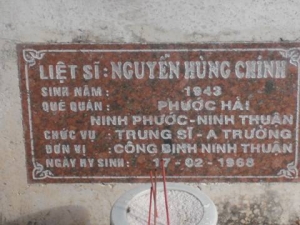 LIỆT SĨ: NGUYỄN HÙNG CHÍNH
SINH NĂM : 1943
QUÊ QUÁN : PHƯỚC HẢI
NINH PHƯỚC-NINH THUẬN
CHỨC VỤ : TRUNG SĨ - A TRƯỞNG
ĐƠN VỊ : CÔNG BINH NINH THUẬN
NGÀY HY SINH: 17-02-1968